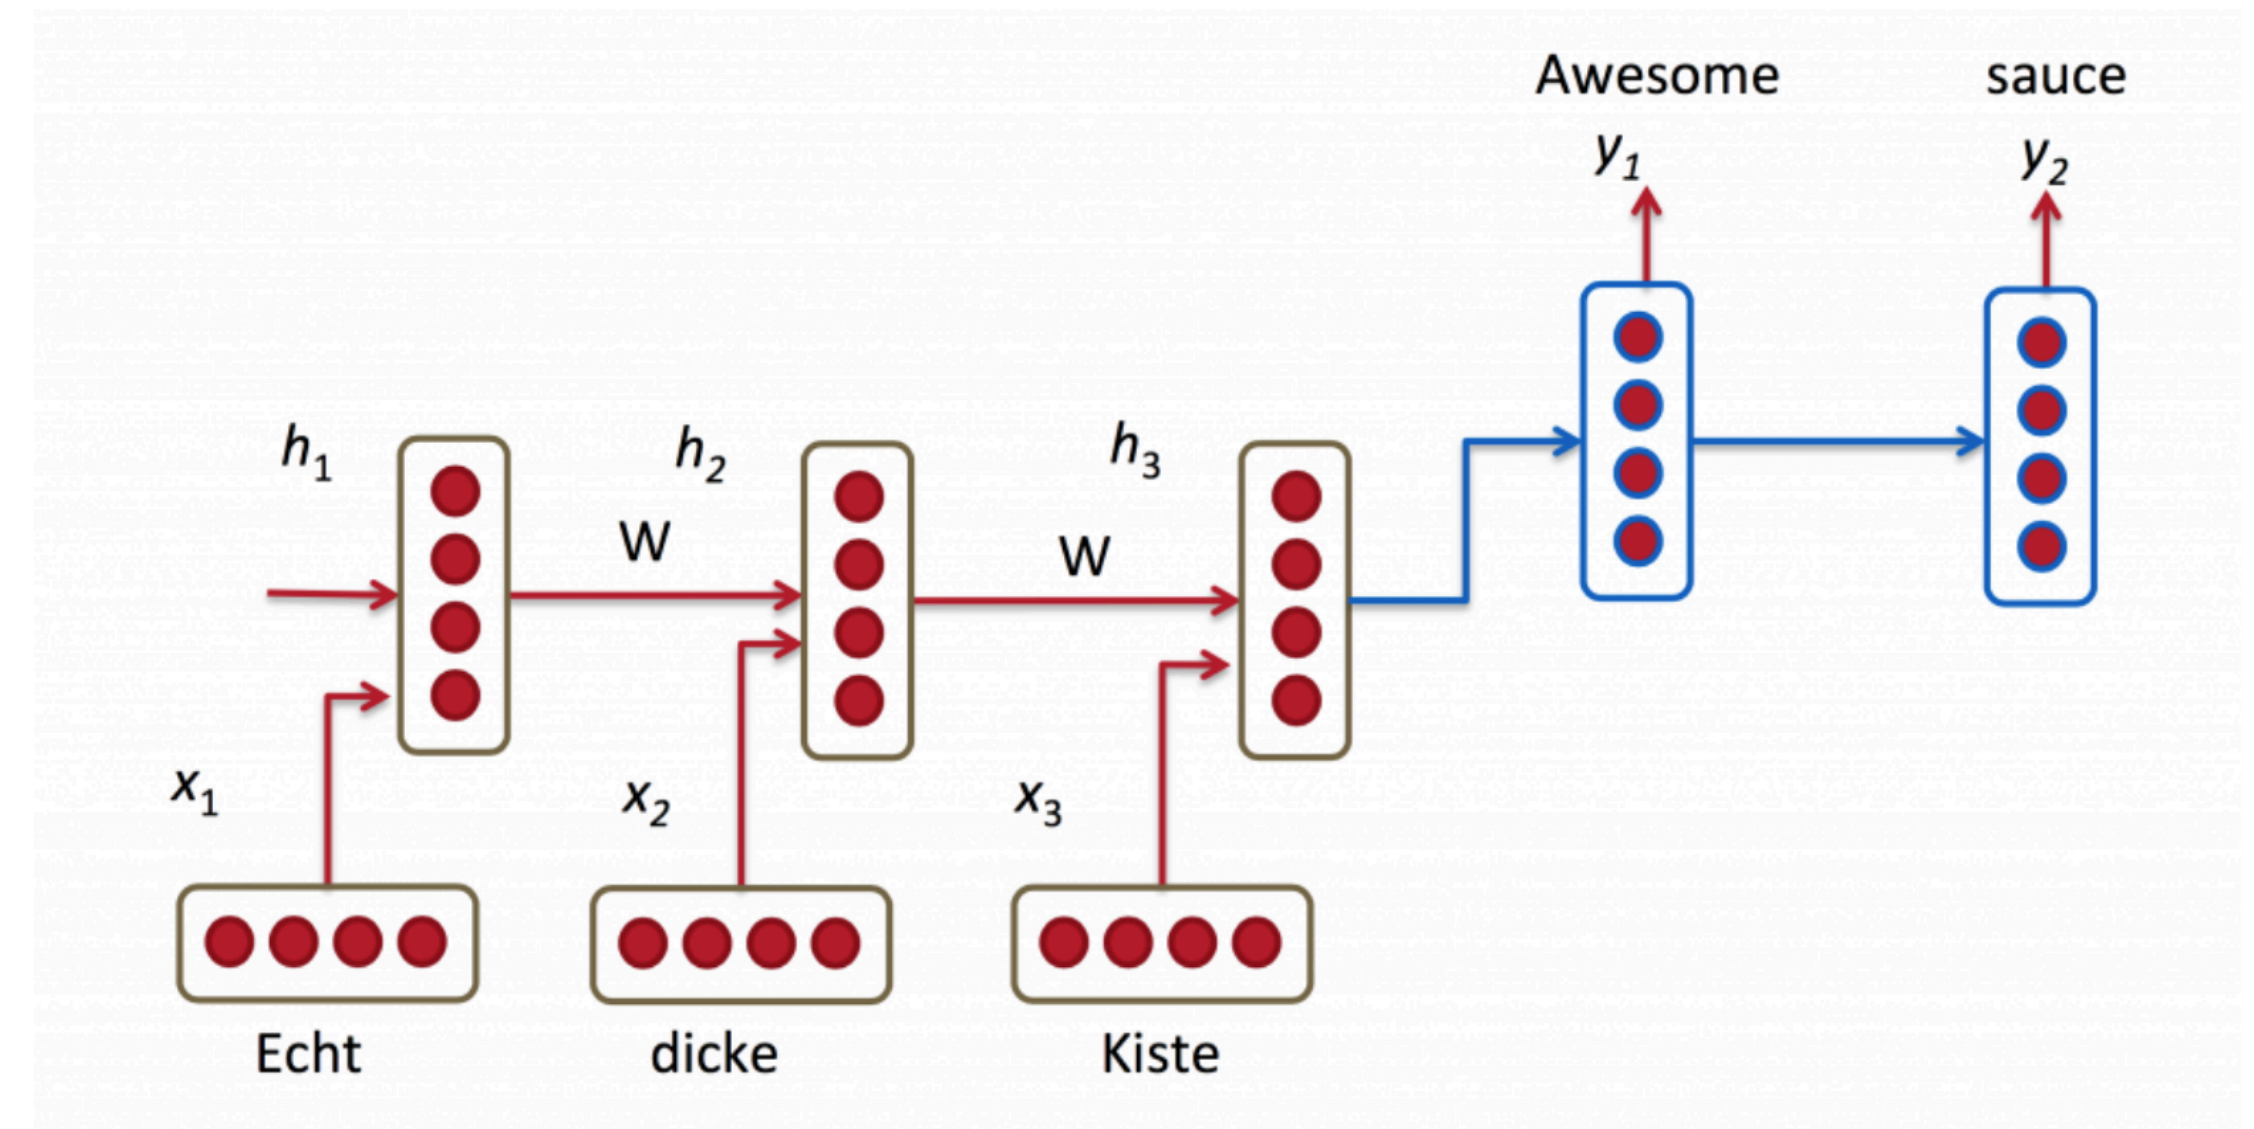 Awesome sauce
y1 y2
h1 h2 h3
W W
x1 x2 x3
Echt dicke Kiste